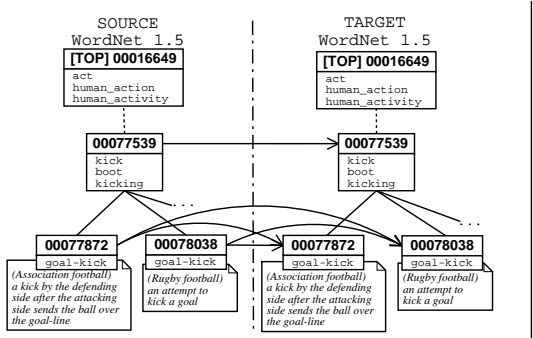 SOURCE
WordNet 1.5
[TOP] 00016649
act
human_action
human_activity
00077539
kick
boot
kicking
. . .
00077872
goal-kick
(Association football)
a kick by the defending
side after the attacking
side sends the ball over
the goal-line
00078038
goal-kick
(Rugby football)
an attempt to
kick a goal
TARGET
WordNet 1.5
[TOP] 00016649
act
human_action
human_activity
00077539
kick
boot
kicking
. . .
00077872
goal-kick
(Association football)
a kick by the defending
side after the attacking
side sends the ball over
the goal-line
00078038
goal-kick
(Rugby football)
an attempt to
kick a goal